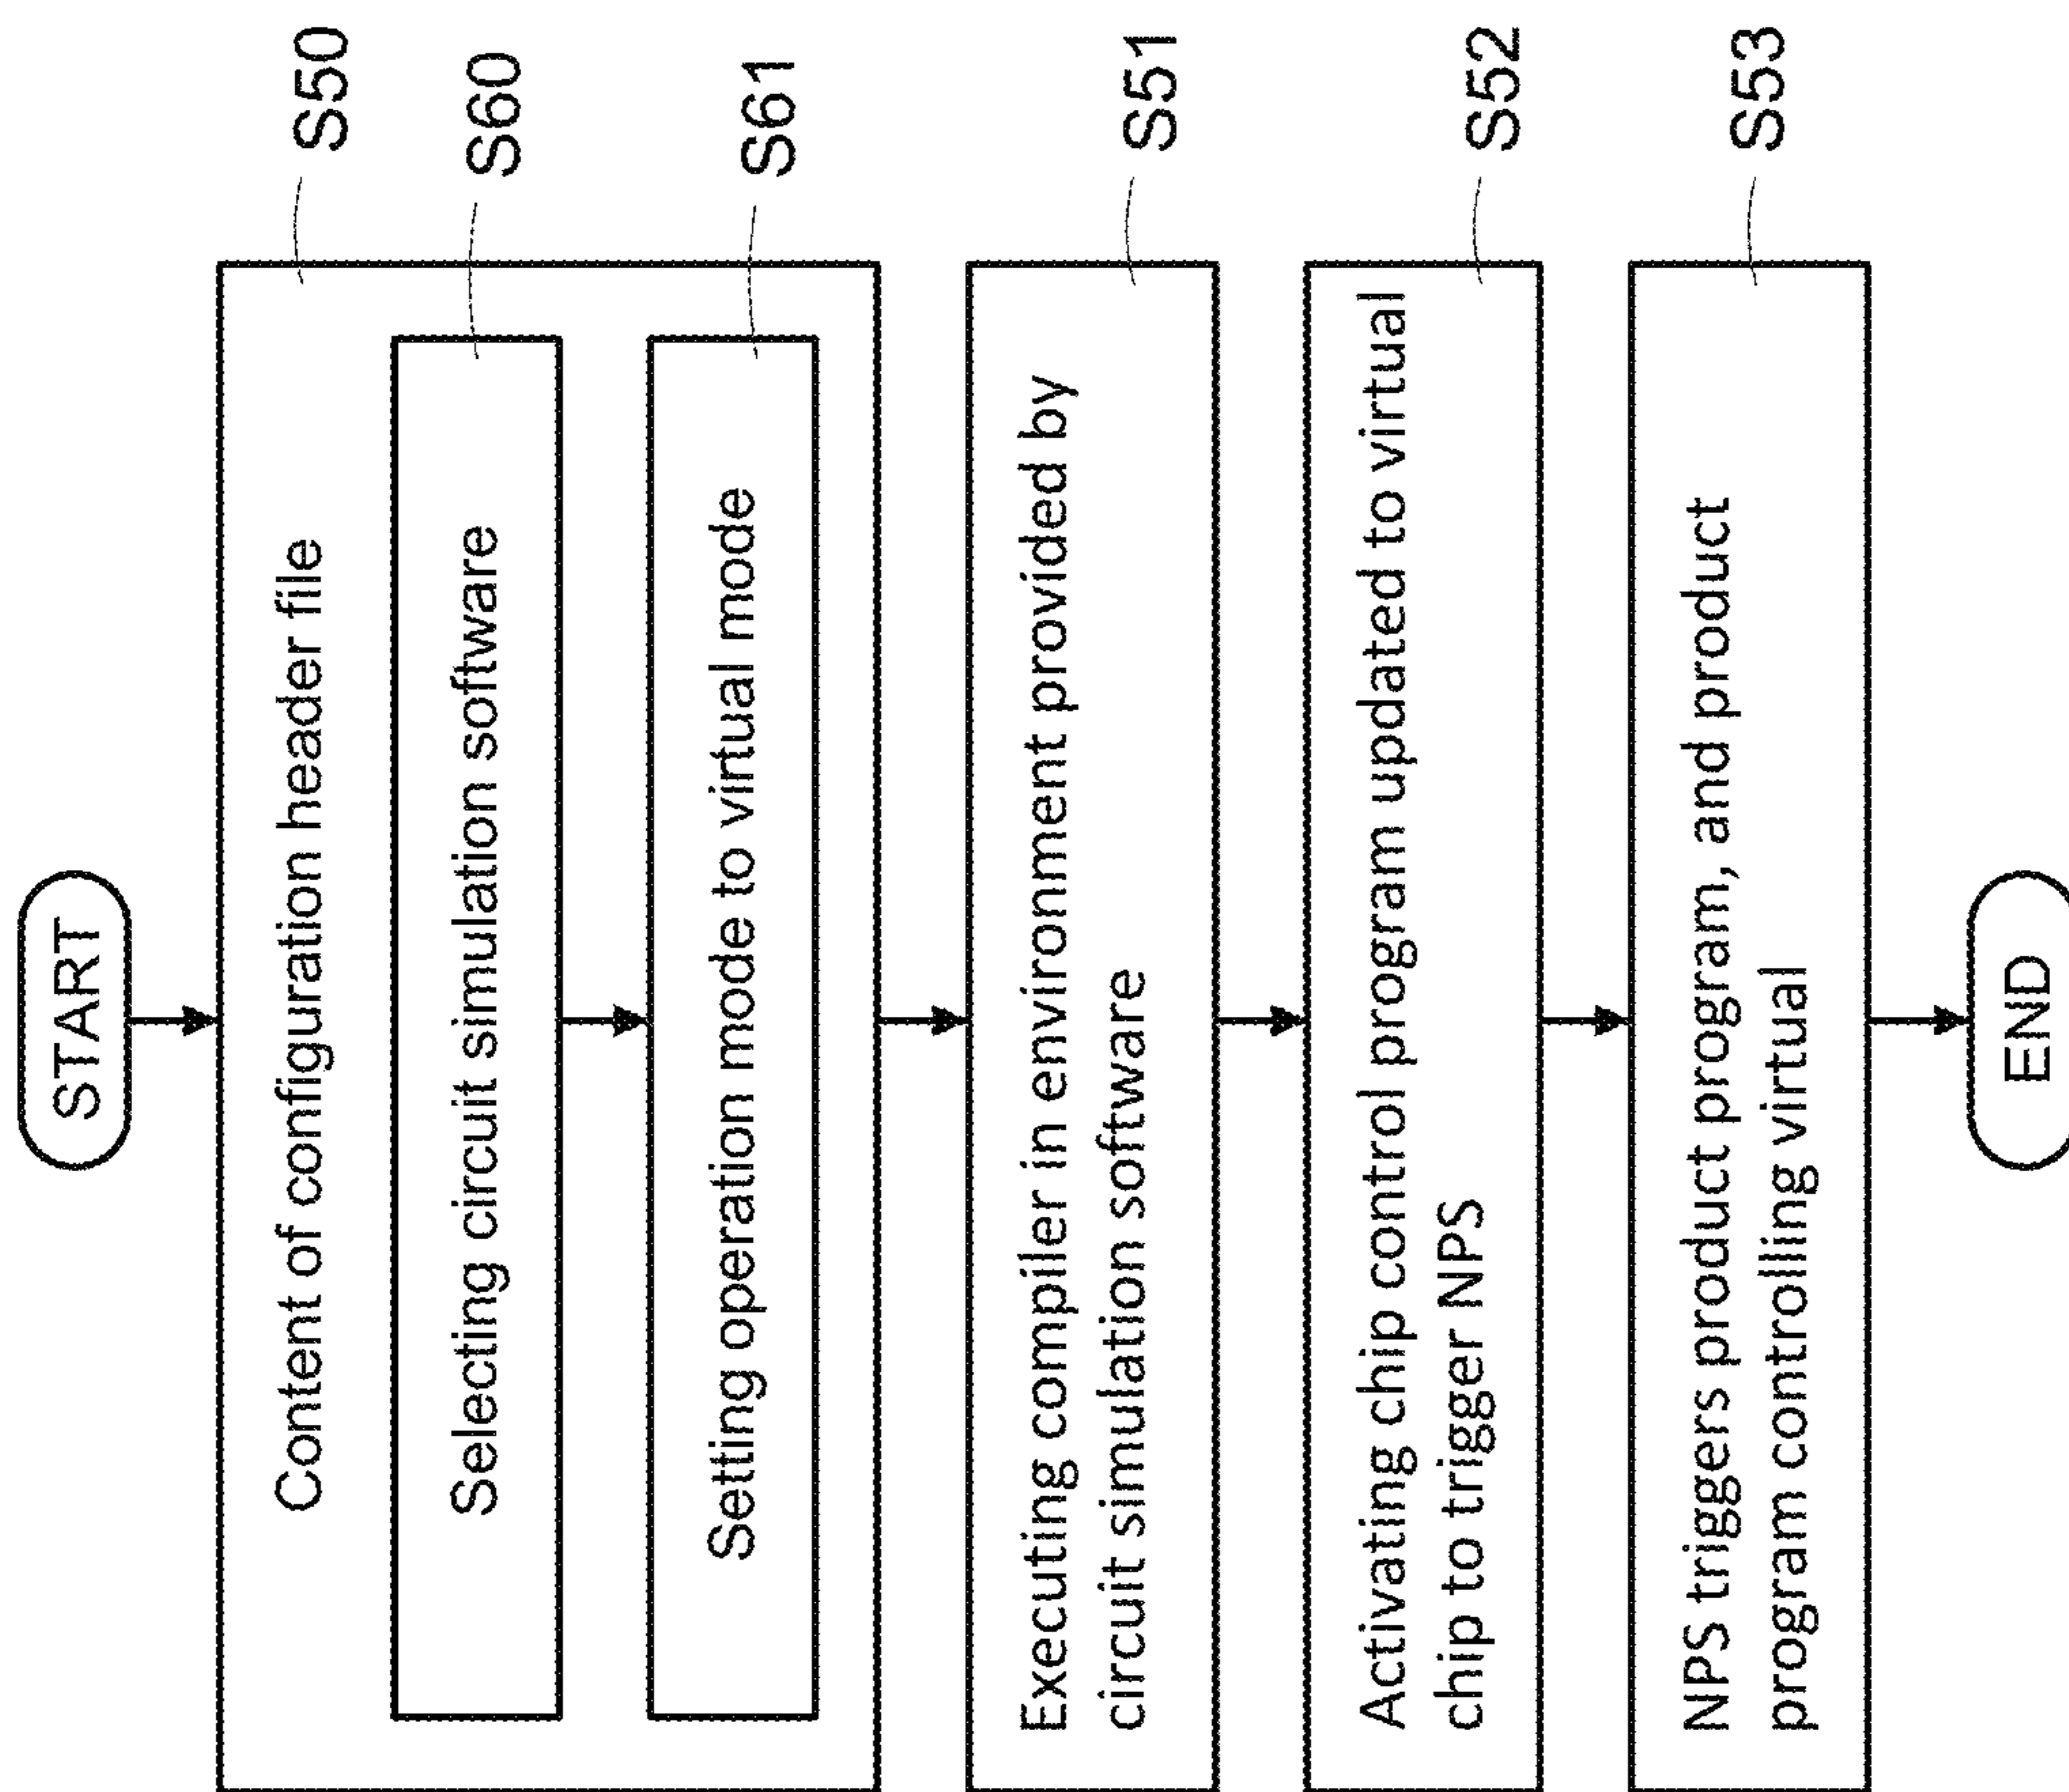 START
Content of configuration header file
S50
Selecting circuit simulation software
S60
Setting operation mode to virtual mode
S61
Executing compiler in environment provided by
circuit simulation software
S51
Activating chip control program updated to virtual
chip to trigger NPS
S52
NPS triggers product program, and product
program controlling virtual
S53
END